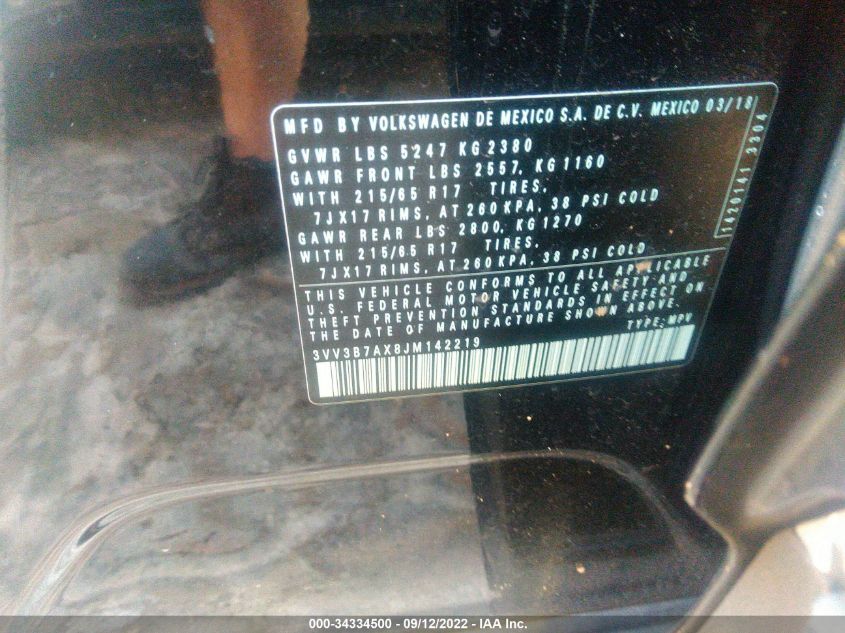 MFD BY VOLKSWAGEN DE MEXICO S.A. DE C.V. MEXICO 03/18
GVWR LBS 5247 KG 2380
GAWR FRONT LBS 2557, KG 1160
WITH 215/65 R17 TIRES.
7JX17 RIMS, AT 260 KPA, 38 PSI COLD
GAWR REAR LBS 2800, KG 1270
WITH 215/65 R17 TIRES.
7JX17 RIMS, AT 260 KPA, 38 PSI COLD
1420141 3304
THIS VEHICLE CONFORMS TO ALL APPLICABLE
U.S. FEDERAL MOTOR VEHICLE SAFETY AND
THEFT PREVENTION STANDARDS IN EFFECT ON
THE DATE OF MANUFACTURE SHOWN ABOVE.
TYPE: MPV
3VV3B7AX8JM142219
000-34334500 - 09/12/2022 - IAA Inc.